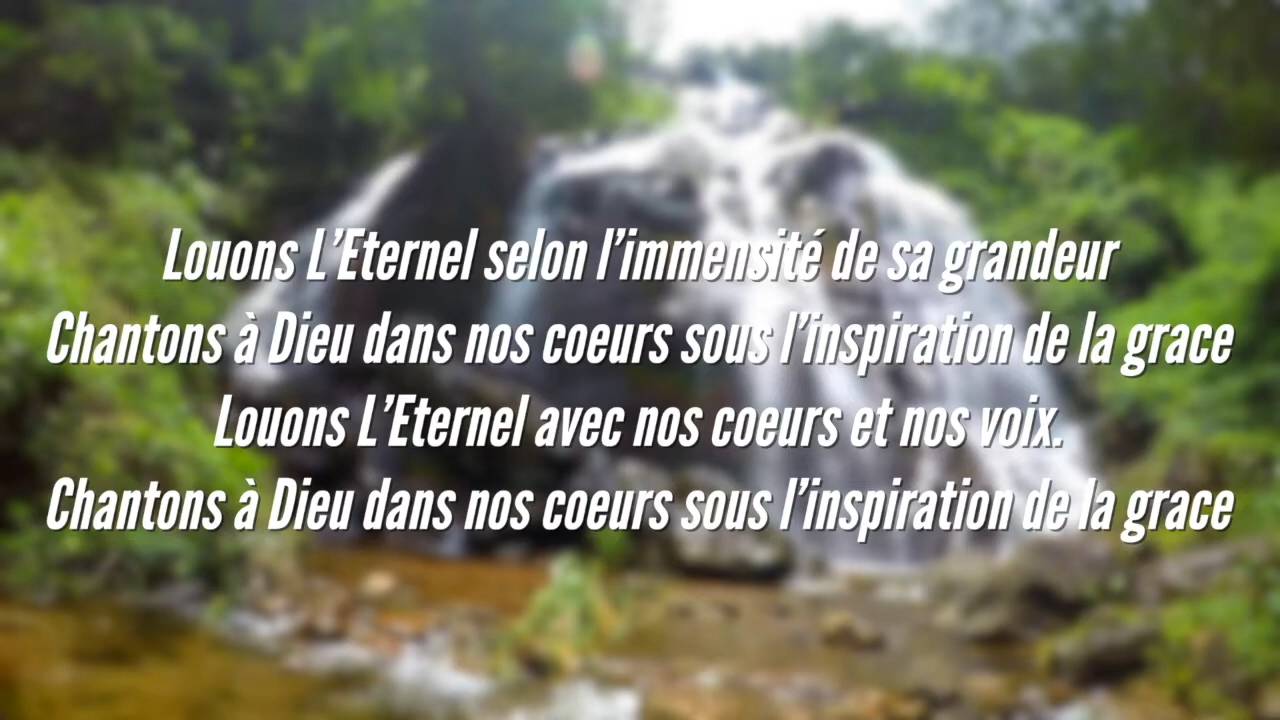 Louons L’Eternel selon l’immensité de sa grandeur
Chantons à Dieu dans nos coeurs sous l’inspiration de la grace
Louons L’Eternel avec nos coeurs et nos voix.
Chantons à Dieu dans nos coeurs sous l’inspiration de la grace